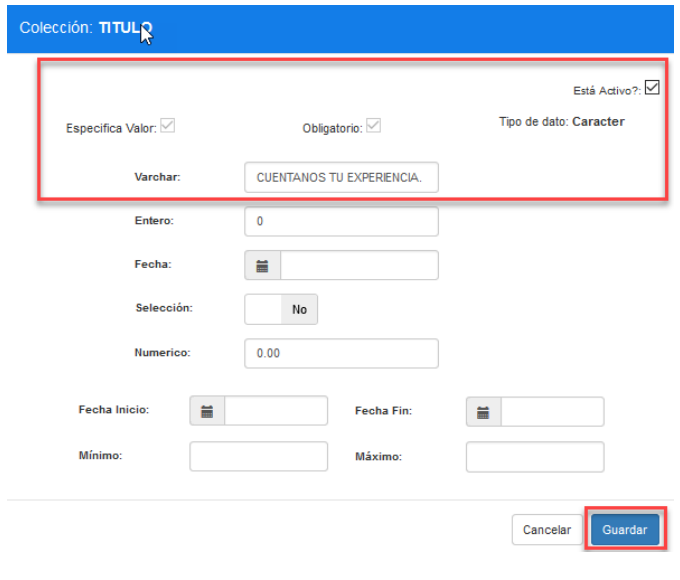 Colección: TITULO
Está Activo?:
Especifica Valor: Obligatorio: Tipo de dato: Caracter
Varchar: CUENTANOS TU EXPERIENCIA.
Entero: 0
Fecha:
Selección: No
Numerico: 0.00
Fecha Inicio: Fecha Fin:
Mínimo: Máximo:
Cancelar Guardar